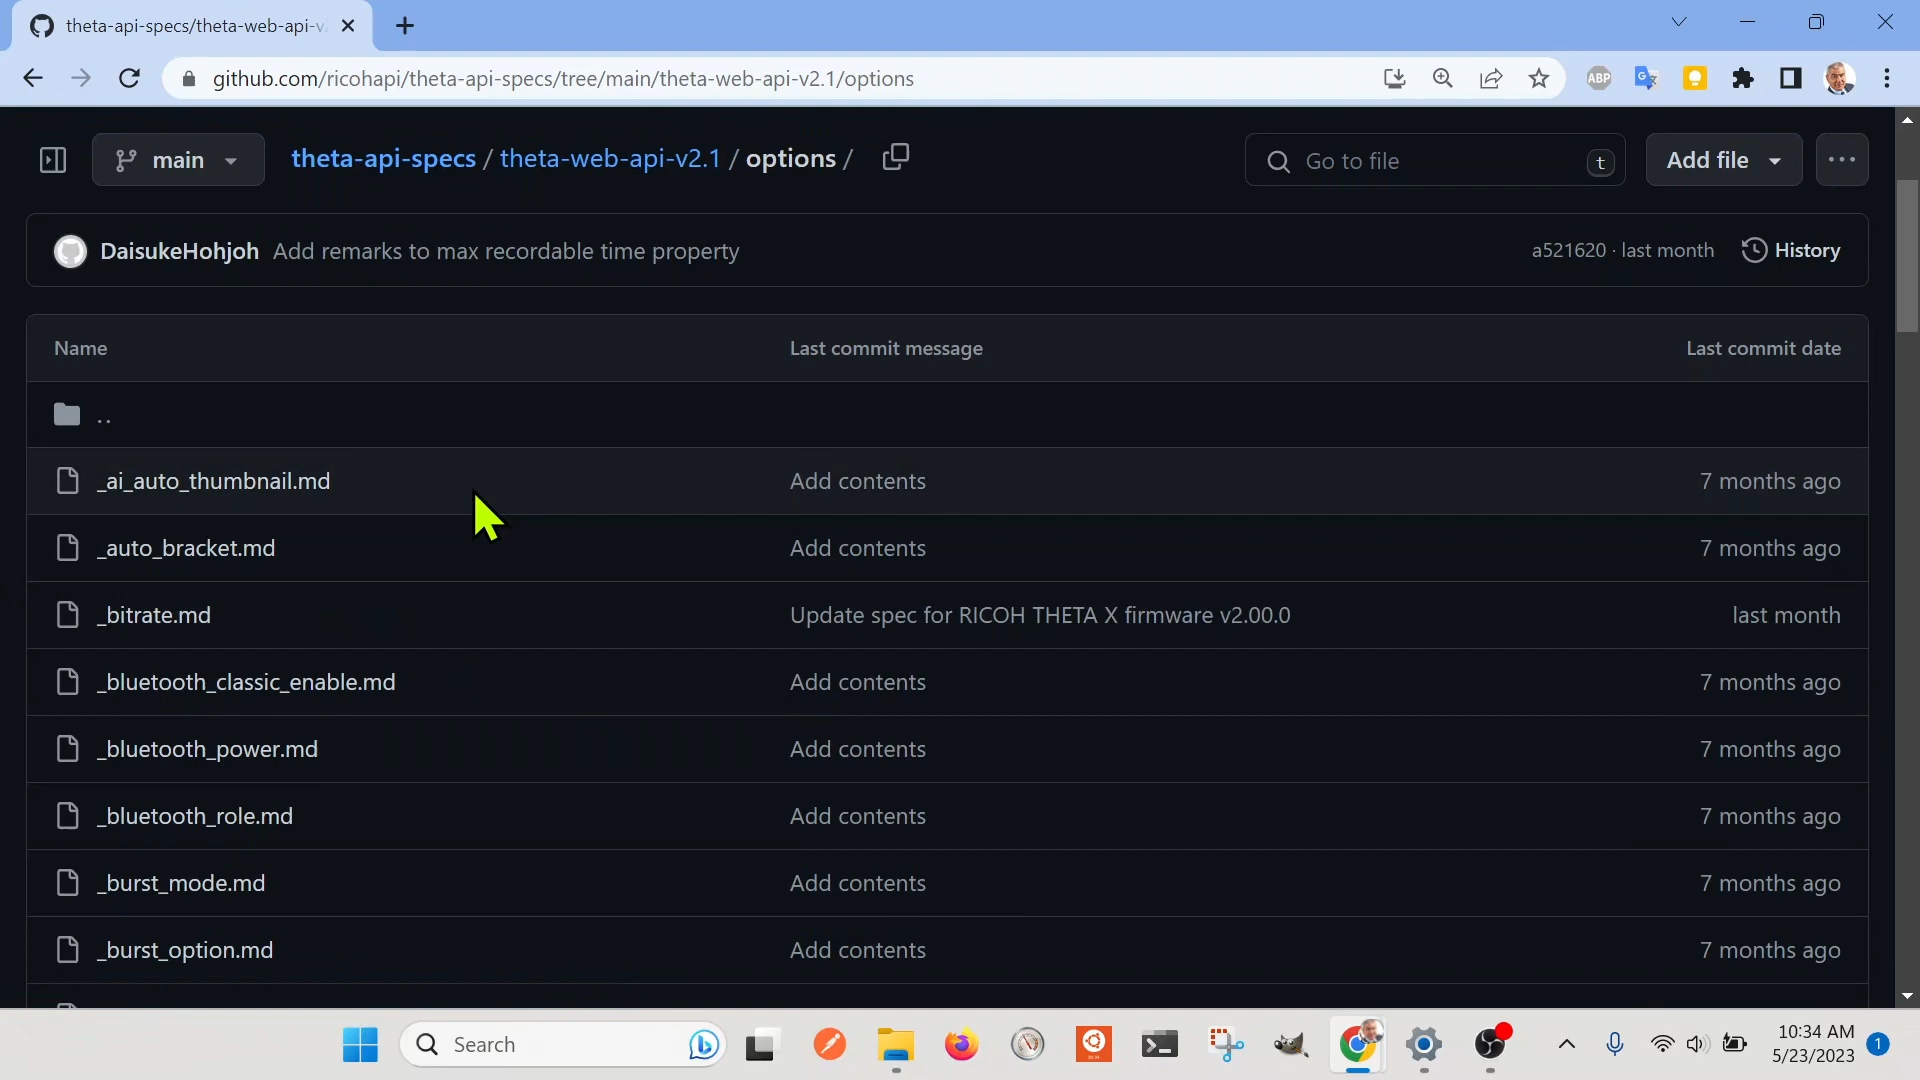 theta-api-specs/theta-web-api-v
github.com/ricohapi/theta-api-specs/tree/main/theta-web-api-v2.1/options
ABP
main
theta-api-specs / theta-web-api-v2.1 / options /
Go to file
t
Add file
DaisukeHohjoh Add remarks to max recordable time property
a521620 · last month
History
Name
Last commit message
Last commit date
..
_ai_auto_thumbnail.md
Add contents
7 months ago
_auto_bracket.md
Add contents
7 months ago
_bitrate.md
Update spec for RICOH THETA X firmware v2.00.0
last month
_bluetooth_classic_enable.md
Add contents
7 months ago
_bluetooth_power.md
Add contents
7 months ago
_bluetooth_role.md
Add contents
7 months ago
_burst_mode.md
Add contents
7 months ago
_burst_option.md
Add contents
7 months ago
Search
10:34 AM
5/23/2023
1